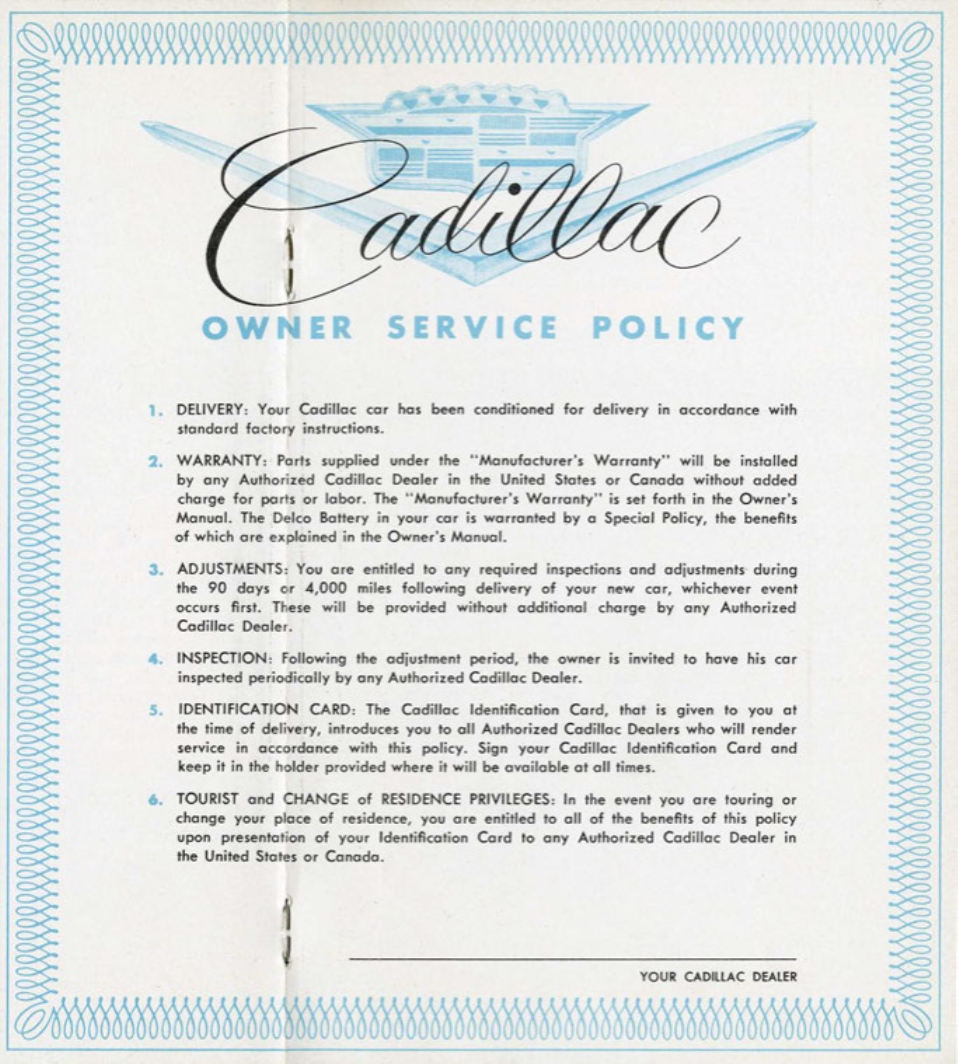 Cadillac
OWNER SERVICE POLICY
1. DELIVERY: Your Cadillac car has been conditioned for delivery in accordance with
standard factory instructions.
2. WARRANTY: Parts supplied under the "Manufacturer's Warranty" will be installed
by any Authorized Cadillac Dealer in the United States or Canada without added
charge for parts or labor. The "Manufacturer's Warranty" is set forth in the Owner's
Manual. The Delco Battery in your car is warranted by a Special Policy, the benefits
of which are explained in the Owner's Manual.
3. ADJUSTMENTS: You are entitled to any required inspections and adjustments during
the 90 days or 4,000 miles following delivery of your new car, whichever event
occurs first. These will be provided without additional charge by any Authorized
Cadillac Dealer.
4. INSPECTION: Following the adjustment period, the owner is invited to have his car
inspected periodically by any Authorized Cadillac Dealer.
5. IDENTIFICATION CARD: The Cadillac Identification Card, that is given to you at
the time of delivery, introduces you to all Authorized Cadillac Dealers who will render
service in accordance with this policy. Sign your Cadillac Identification Card and
keep it in the holder provided where it will be available at all times.
6. TOURIST and CHANGE of RESIDENCE PRIVILEGES: In the event you are touring or
change your place of residence, you are entitled to all of the benefits of this policy
upon presentation of your Identification Card to any Authorized Cadillac Dealer in
the United States or Canada.
YOUR CADILLAC DEALER